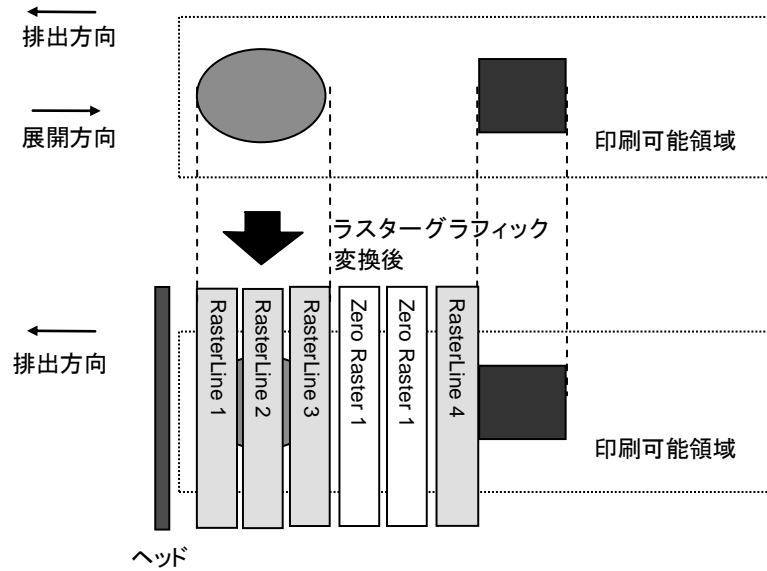 排出方向
展開方向
印刷可能領域
ラスターグラフィック
変換後
排出方向
RasterLine 1
RasterLine 2
RasterLine 3
Zero Raster 1
Zero Raster 1
RasterLine 4
印刷可能領域
ヘッド